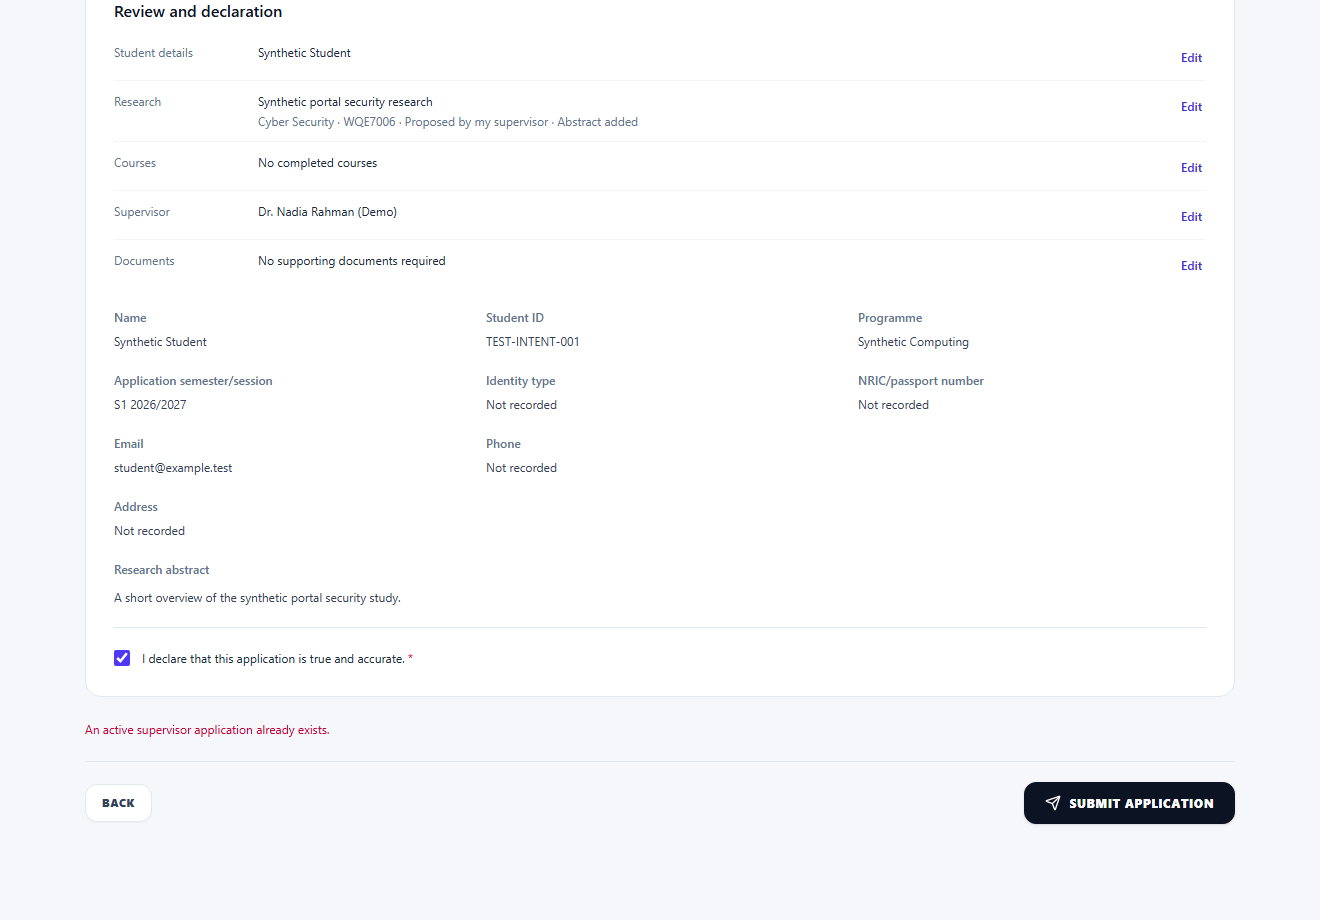 Review and declaration
Student details
Synthetic Student
Edit
Research
Synthetic portal security research
Cyber Security · WQE7006 · Proposed by my supervisor · Abstract added
Edit
Courses
No completed courses
Edit
Supervisor
Dr. Nadia Rahman (Demo)
Edit
Documents
No supporting documents required
Edit
Name
Synthetic Student
Student ID
TEST-INTENT-001
Programme
Synthetic Computing
Application semester/session
S1 2026/2027
Identity type
Not recorded
NRIC/passport number
Not recorded
Email
student@example.test
Phone
Not recorded
Address
Not recorded
Research abstract
A short overview of the synthetic portal security study.
I declare that this application is true and accurate. *
An active supervisor application already exists.
BACK
SUBMIT APPLICATION